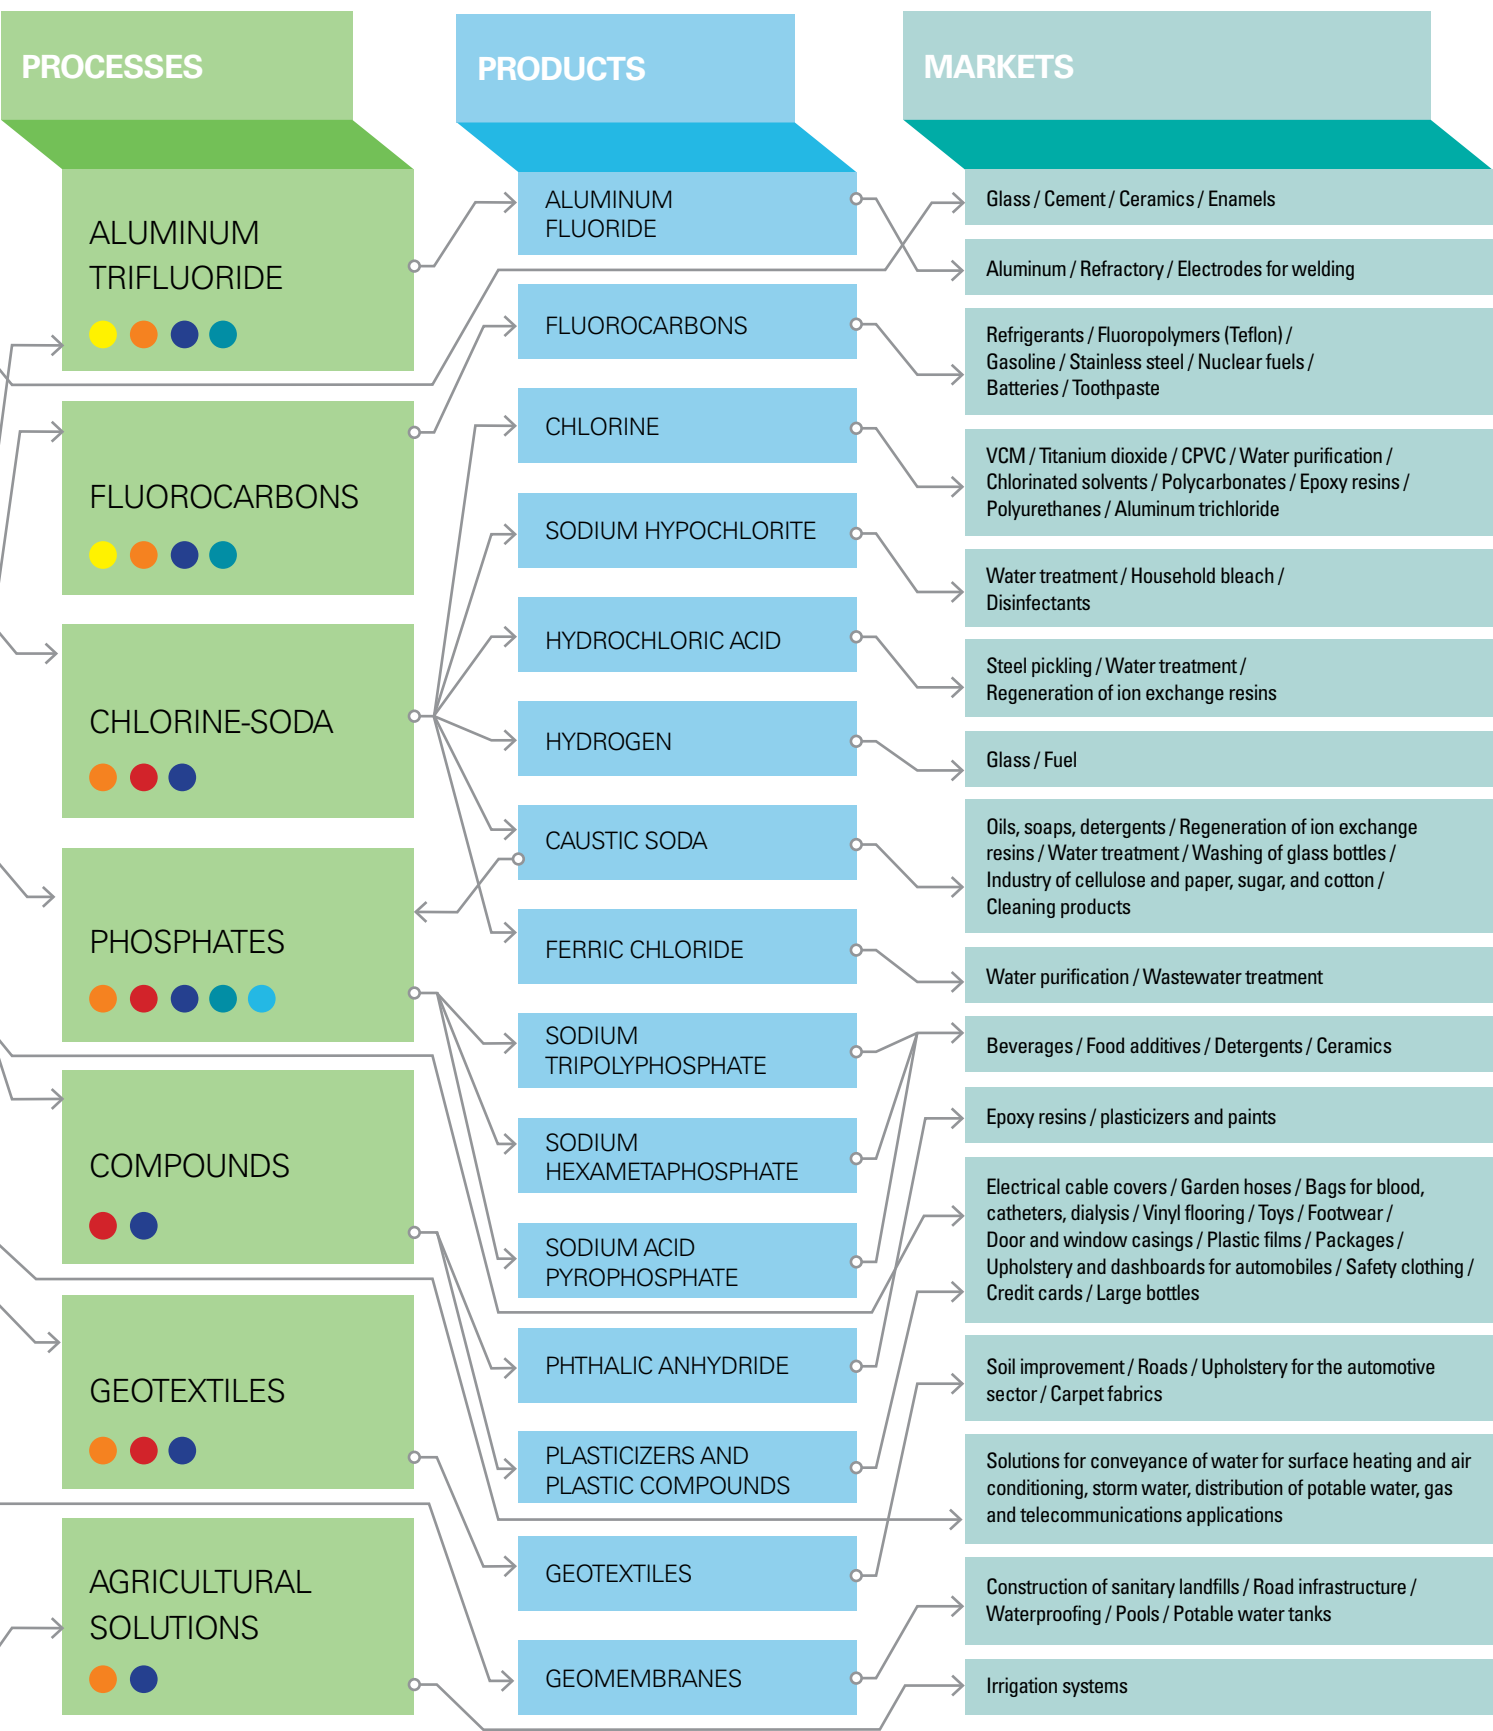 PROCESSES
ALUMINUM
TRIFLUORIDE
FLUOROCARBONS
CHLORINE-SODA
PHOSPHATES
COMPOUNDS
GEOTEXTILES
AGRICULTURAL
SOLUTIONS
PRODUCTS
ALUMINUM
FLUORIDE
FLUOROCARBONS
CHLORINE
SODIUM HYPOCHLORITE
HYDROCHLORIC ACID
HYDROGEN
CAUSTIC SODA
FERRIC CHLORIDE
SODIUM
TRIPOLYPHOSPHATE
SODIUM
HEXAMETAPHOSPHATE
SODIUM ACID
PYROPHOSPHATE
PHTHALIC ANHYDRIDE
PLASTICIZERS AND
PLASTIC COMPOUNDS
GEOTEXTILES
GEOMEMBRANES
MARKETS
Glass / Cement / Ceramics / Enamels
Aluminum / Refractory / Electrodes for welding
Refrigerants / Fluoropolymers (Teflon) /
Gasoline / Stainless steel / Nuclear fuels /
Batteries / Toothpaste
VCM / Titanium dioxide / CPVC / Water purification /
Chlorinated solvents / Polycarbonates / Epoxy resins /
Polyurethanes / Aluminum trichloride
Water treatment / Household bleach /
Disinfectants
Steel pickling / Water treatment /
Regeneration of ion exchange resins
Glass / Fuel
Oils, soaps, detergents / Regeneration of ion exchange
resins / Water treatment / Washing of glass bottles /
Industry of cellulose and paper, sugar, and cotton /
Cleaning products
Water purification / Wastewater treatment
Beverages / Food additives / Detergents / Ceramics
Epoxy resins / plasticizers and paints
Electrical cable covers / Garden hoses / Bags for blood,
catheters, dialysis / Vinyl flooring / Toys / Footwear /
Door and window casings / Plastic films / Packages /
Upholstery and dashboards for automobiles / Safety clothing /
Credit cards / Large bottles
Soil improvement / Roads / Upholstery for the automotive
sector / Carpet fabrics
Solutions for conveyance of water for surface heating and air
conditioning, storm water, distribution of potable water, gas
and telecommunications applications
Construction of sanitary landfills / Road infrastructure /
Waterproofing / Pools / Potable water tanks
Irrigation systems